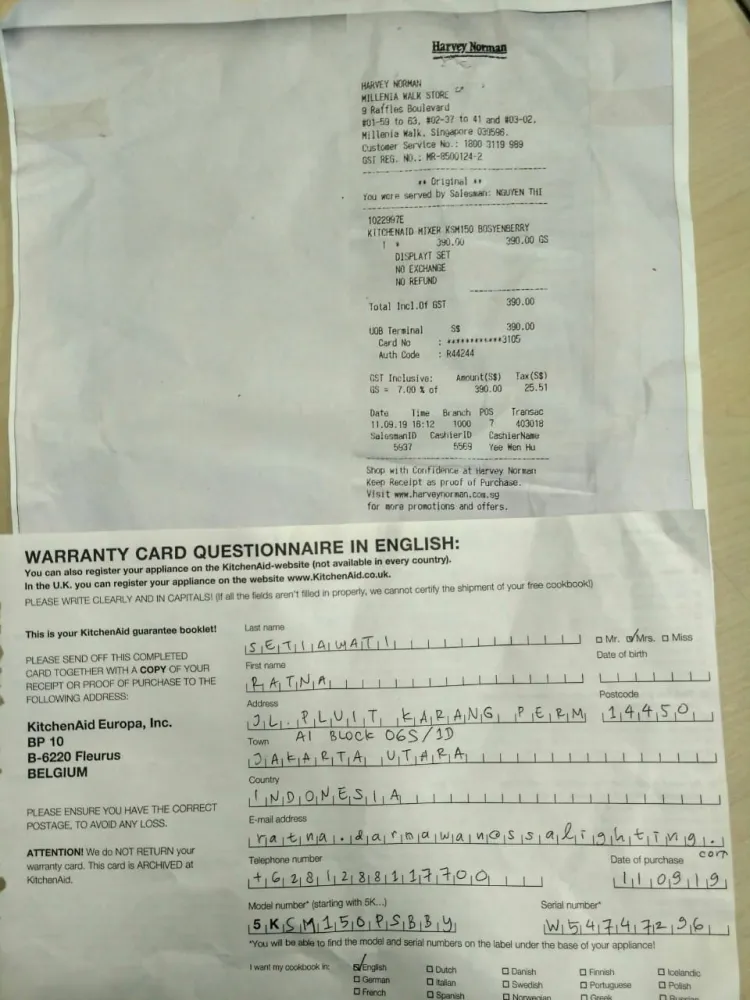 Harvey Norman
HARVEY NORMAN
MILLENIA WALK STORE
9 Raffles Boulevard
#01-59 to 63, #02-37 to 41 and #03-02,
Millenia Walk, Singapore 039596.
Customer Service No.: 1800 3119 989
GST REG. NO.: MR-8500124-2
** Original **
You were served by Salesman: NGUYEN THI
1022997E
KITCHENAID MIXER KSM150 BOSYENBERRY
1 * 390.00 390.00 GS
DISPLAYT SET
NO EXCHANGE
NO REFUND
Total Incl.Of GST 390.00
UOB Terminal S$ 390.00
Card No : ************3105
Auth Code : R44244
GST Inclusive: Amount(S$) Tax(S$)
GS = 7.00 % of 390.00 25.51
Date Time Branch POS Transac
11.09.19 16:12 1000 7 403018
SalesmanID CashierID CashierName
5937 5569 Yee Wen Hu
Shop with Confidence at Harvey Norman
Keep Receipt as proof of Purchase.
Visit www.harveynorman.com.sg
for more promotions and offers.
WARRANTY CARD QUESTIONNAIRE IN ENGLISH:
You can also register your appliance on the KitchenAid-website (not available in every country).
In the U.K. you can register your appliance on the website www.KitchenAid.co.uk.
PLEASE WRITE CLEARLY AND IN CAPITALS! (If all the fields aren't filled in properly, we cannot certify the shipment of your free cookbook!)
This is your KitchenAid guarantee booklet!
PLEASE SEND OFF THIS COMPLETED
CARD TOGETHER WITH A COPY OF YOUR
RECEIPT OR PROOF OF PURCHASE TO THE
FOLLOWING ADDRESS:
KitchenAid Europa, Inc.
BP 10
B-6220 Fleurus
BELGIUM
PLEASE ENSURE YOU HAVE THE CORRECT
POSTAGE, TO AVOID ANY LOSS.
ATTENTION! We do NOT RETURN your
warranty card. This card is ARCHIVED at
KitchenAid.
Last name
SETIAWATI
Mr. Mrs. Miss
First name
RATNA
Date of birth
Address
JL. PLUIT KARANG PERM
A1 BLOCK O6S/1D
Postcode
14450
Town
JAKARTA UTARA
Country
INDONESIA
E-mail address
ratna.darmawan@ssalighting.
com
Telephone number
+6281288117700
Date of purchase
110919
Model number* (starting with 5K...)
5KSM150PSBBY
Serial number*
W54747296
*You will be able to find the model and serial numbers on the label under the base of your appliance!
I want my cookbook in: English Dutch Danish Finnish Icelandic
German Italian Swedish Portuguese Polish
French Spanish Norwegian Greek Russian